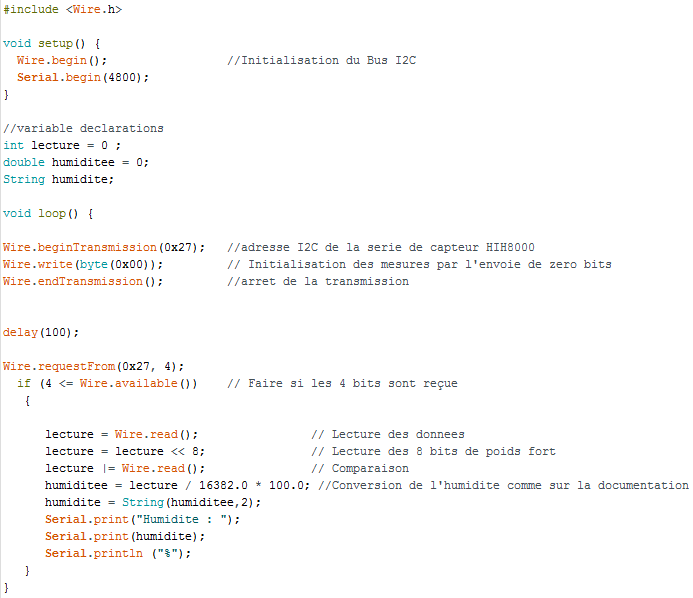 #include <Wire.h>
void setup() {
Wire.begin(); //Initialisation du Bus I2C
Serial.begin(4800);
}
//variable declarations
int lecture = 0 ;
double humiditee = 0;
String humidite;
void loop() {
Wire.beginTransmission(0x27); //adresse I2C de la serie de capteur HIH8000
Wire.write(byte(0x00)); // Initialisation des mesures par l'envoie de zero bits
Wire.endTransmission(); //arret de la transmission
delay(100);
Wire.requestFrom(0x27, 4);
if (4 <= Wire.available()) // Faire si les 4 bits sont reçue
{
lecture = Wire.read(); // Lecture des donnees
lecture = lecture << 8; // Lecture des 8 bits de poids fort
lecture |= Wire.read(); // Comparaison
humiditee = lecture / 16382.0 * 100.0; //Conversion de l'humidite comme sur la documentation
humidite = String(humiditee,2);
Serial.print("Humidite : ");
Serial.print(humidite);
Serial.println ("%");
}
}